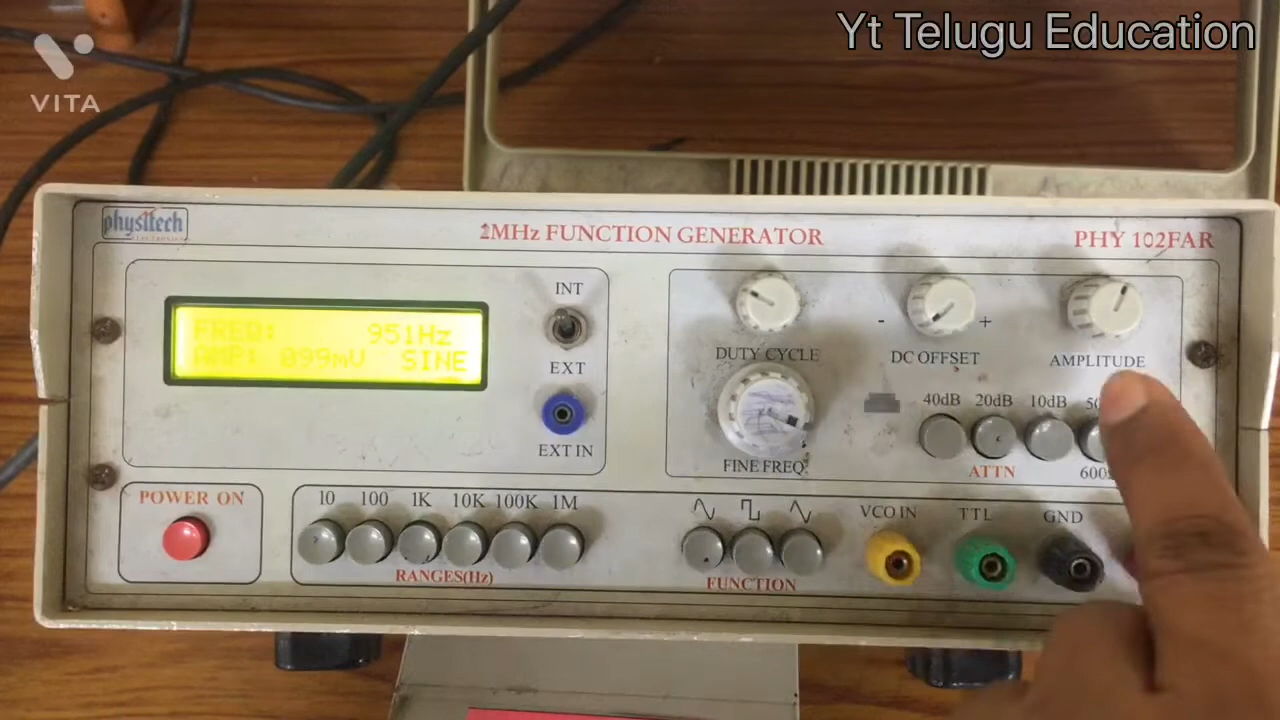 Yt Telugu Education
VITA
physitech
2MHz FUNCTION GENERATOR
PHY 102FAR
FREQ: 951Hz
AMP: 099mV SINE
INT
EXT
EXT IN
DUTY CYCLE
DC OFFSET
- +
AMPLITUDE
FINE FREQ.
40dB 20dB 10dB
ATTN
POWER ON
10 100 1K 10K 100K 1M
RANGES(Hz)
FUNCTION
VCO IN
TTL
GND